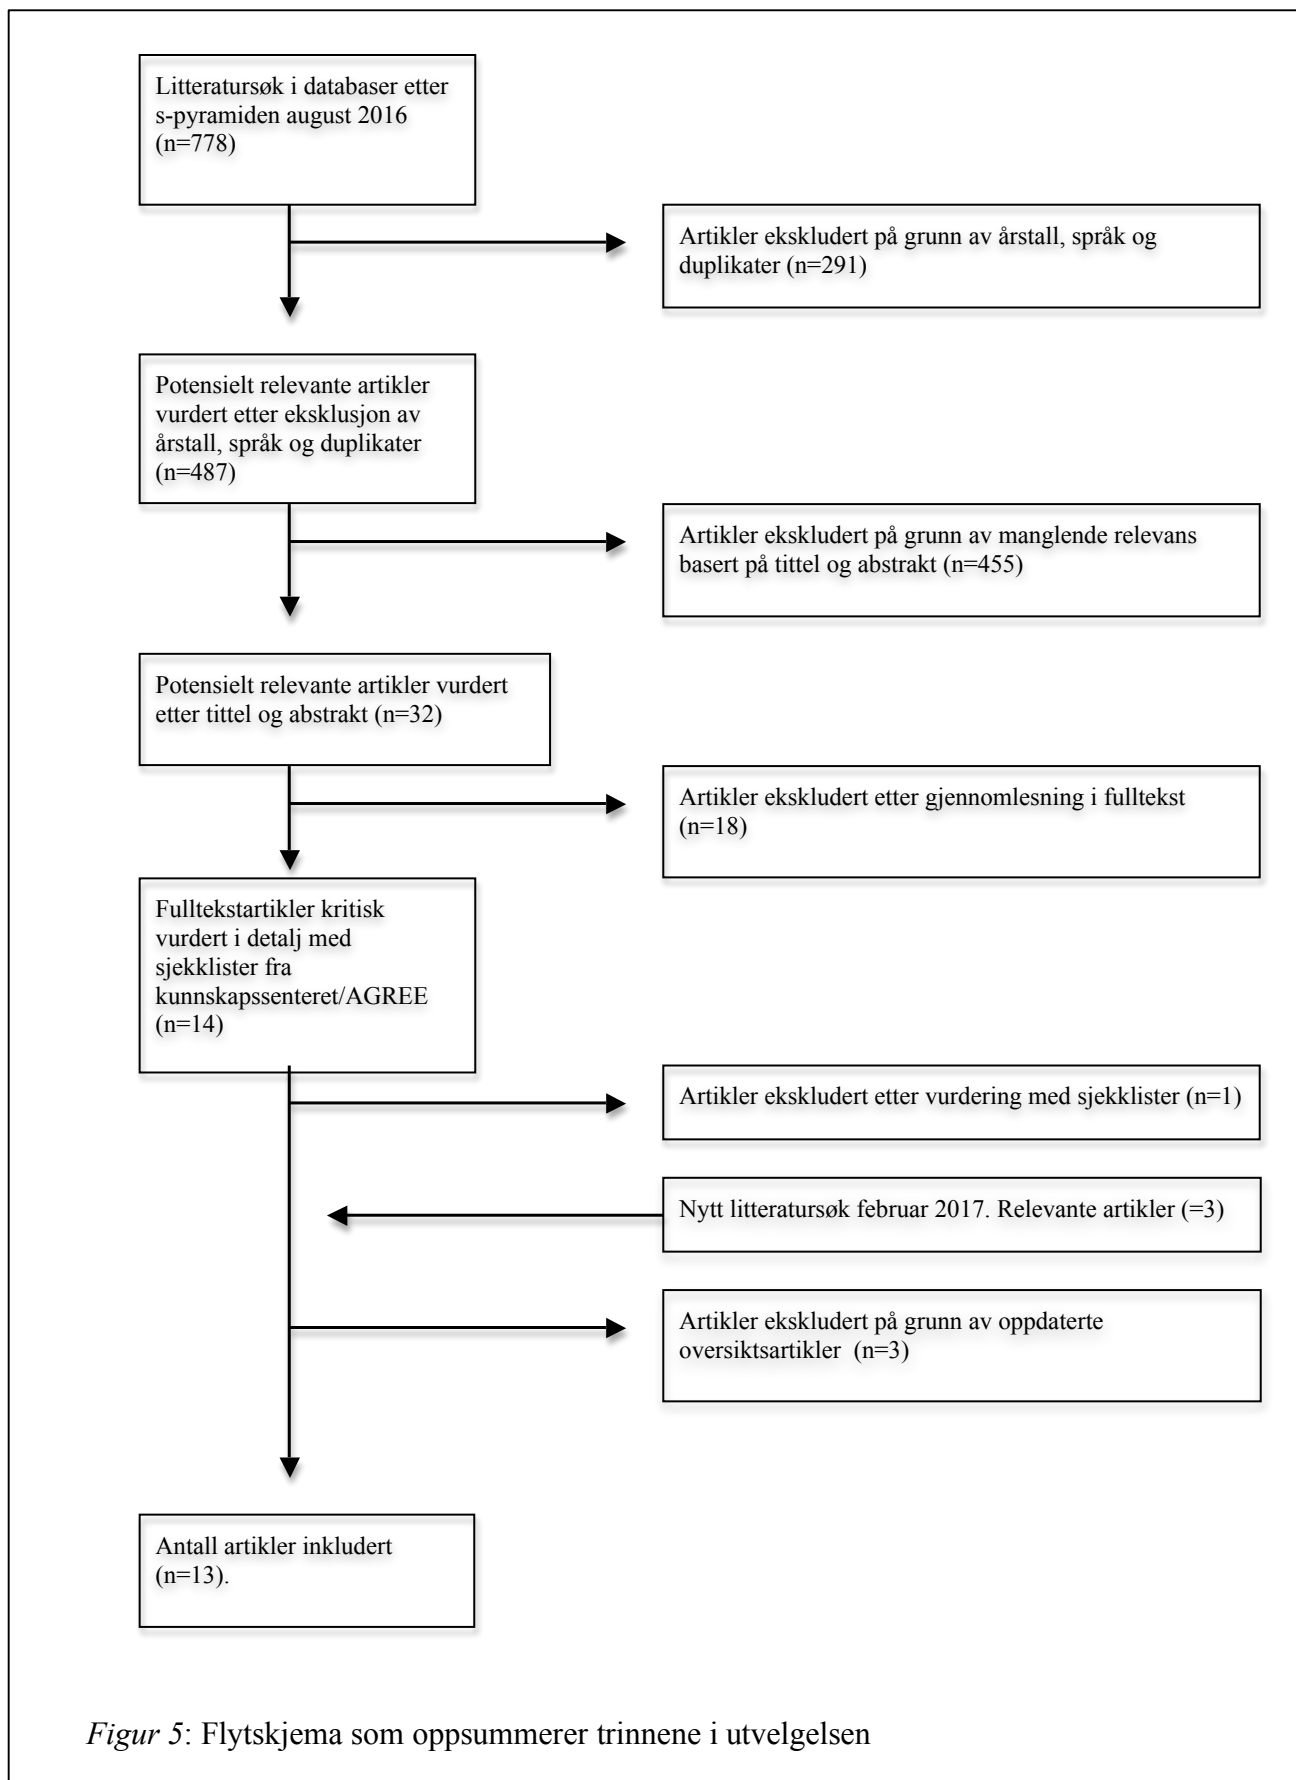 Litteratursøk i databaser etter
s-pyramiden august 2016
(n=778)
Artikler ekskludert på grunn av årstall, språk og
duplikater (n=291)
Potensielt relevante artikler
vurdert etter eksklusjon av
årstall, språk og duplikater
(n=487)
Artikler ekskludert på grunn av manglende relevans
basert på tittel og abstrakt (n=455)
Potensielt relevante artikler vurdert
etter tittel og abstrakt (n=32)
Artikler ekskludert etter gjennomlesning i fulltekst
(n=18)
Fulltekstartikler kritisk
vurdert i detalj med
sjekklister fra
kunnskapssenteret/AGREE
(n=14)
Artikler ekskludert etter vurdering med sjekklister (n=1)
Nytt litteratursøk februar 2017. Relevante artikler (=3)
Artikler ekskludert på grunn av oppdaterte
oversiktsartikler  (n=3)
Antall artikler inkludert
(n=13).
Figur 5: Flytskjema som oppsummerer trinnene i utvelgelsen